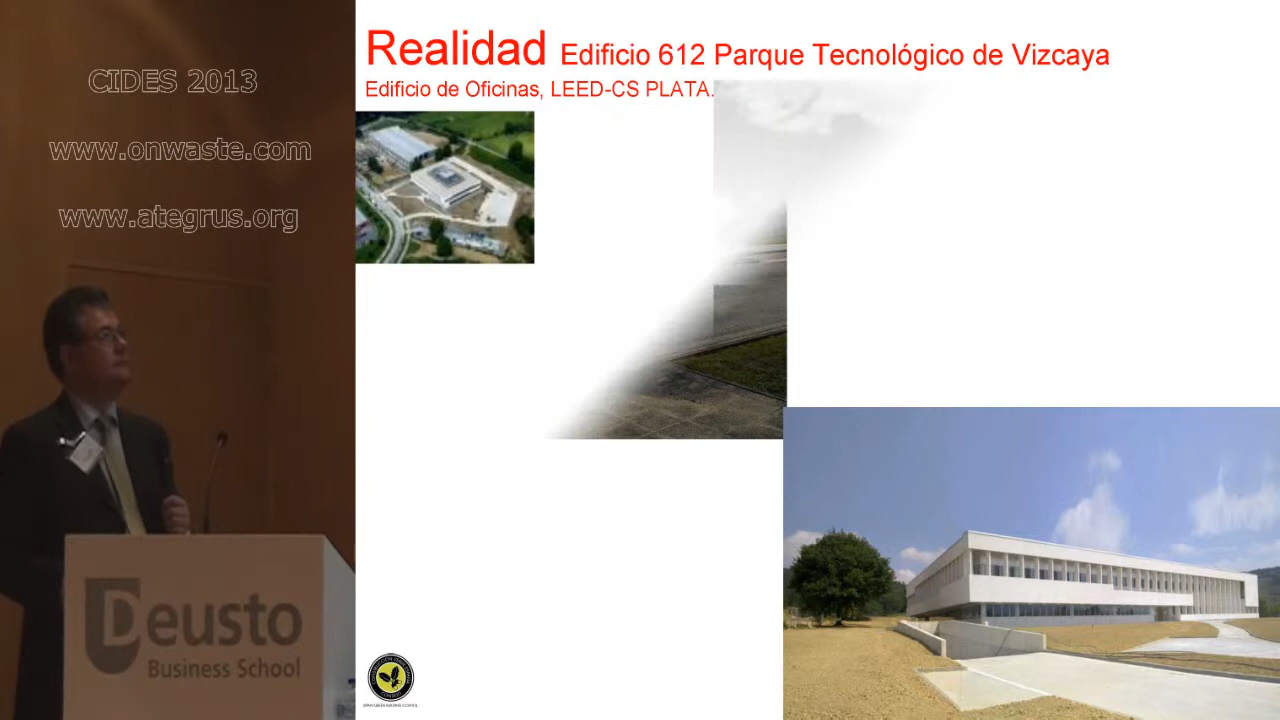 CIDES 2013
www.onwaste.com
www.ategrus.org
Realidad Edificio 612 Parque Tecnológico de Vizcaya
Edificio de Oficinas, LEED-CS PLATA.
Deusto
Business School